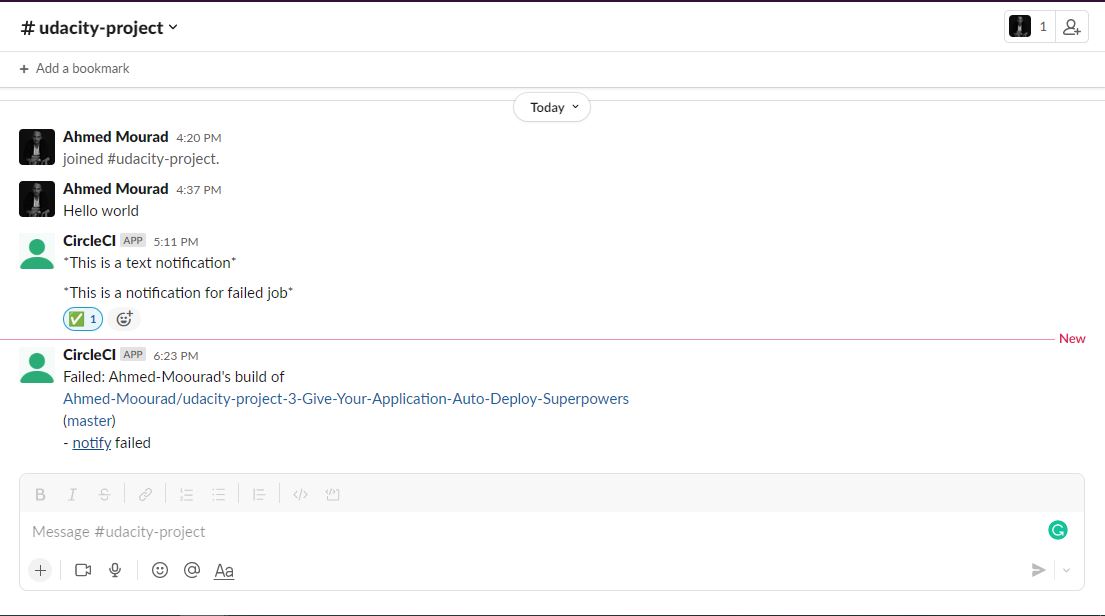 # udacity-project
1
+ Add a bookmark
Today
Ahmed Mourad 4:20 PM
joined #udacity-project.
Ahmed Mourad 4:37 PM
Hello world
CircleCI APP 5:11 PM
*This is a text notification*
*This is a notification for failed job*
1
New
CircleCI APP 6:23 PM
Failed: Ahmed-Moourad's build of
Ahmed-Moourad/udacity-project-3-Give-Your-Application-Auto-Deploy-Superpowers
(master)
- notify failed
B I S
Message #udacity-project
Aa